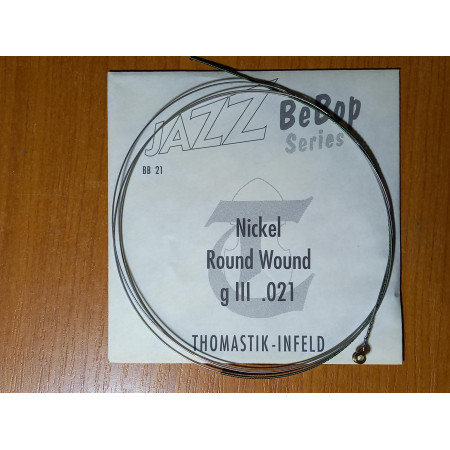 JAZZ BeBop
Series
BB 21
Nickel
Round Wound
g III .021
THOMASTIK-INFELD